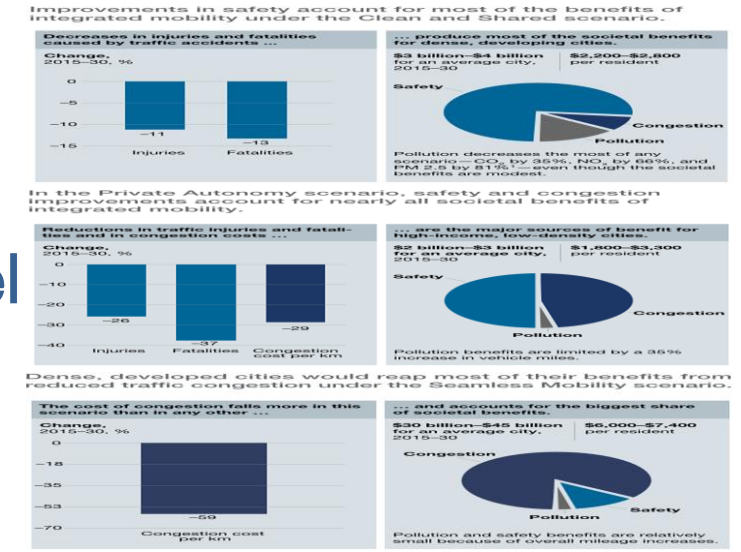 Improvements in safety account for most of the benefits of
integrated mobility under the Clean and Shared scenario.
Decreases in injuries and fatalities
caused by traffic accidents ...
Change,
2015–30, %
0
–5
–10
–15
–11
–13
Injuries
Fatalities
... produce most of the societal benefits
for dense, developing cities.
$3 billion–$4 billion
for an average city,
2015–30
$2,200–$2,800
per resident
Safety
Congestion
Pollution
Pollution decreases the most of any
scenario—CO₂ by 35%, NOₓ by 66%, and
PM 2.5 by 81%¹—even though the societal
benefits are modest.
In the Private Autonomy scenario, safety and congestion
improvements account for nearly all societal benefits of
integrated mobility.
el
Reductions in traffic injuries and fatali-
ties and in congestion costs ...
Change,
2015–30, %
0
–10
–20
–30
–40
–26
–37
–29
Injuries
Fatalities
Congestion
cost per km
... are the major sources of benefit for
high-income, low-density cities.
$2 billion–$3 billion
for an average city,
2015–30
$1,800–$3,300
per resident
Safety
Congestion
Pollution
Pollution benefits are limited by a 35%
increase in vehicle miles.
Dense, developed cities would reap most of their benefits from
reduced traffic congestion under the Seamless Mobility scenario.
The cost of congestion falls more in this
scenario than in any other ...
Change,
2015–30, %
0
–18
–35
–53
–70
–59
Congestion cost
per km
... and accounts for the biggest share
of societal benefits.
$30 billion–$45 billion
for an average city,
2015–30
$6,000–$7,400
per resident
Congestion
Safety
Pollution
Pollution and safety benefits are relatively
small because of overall mileage increases.